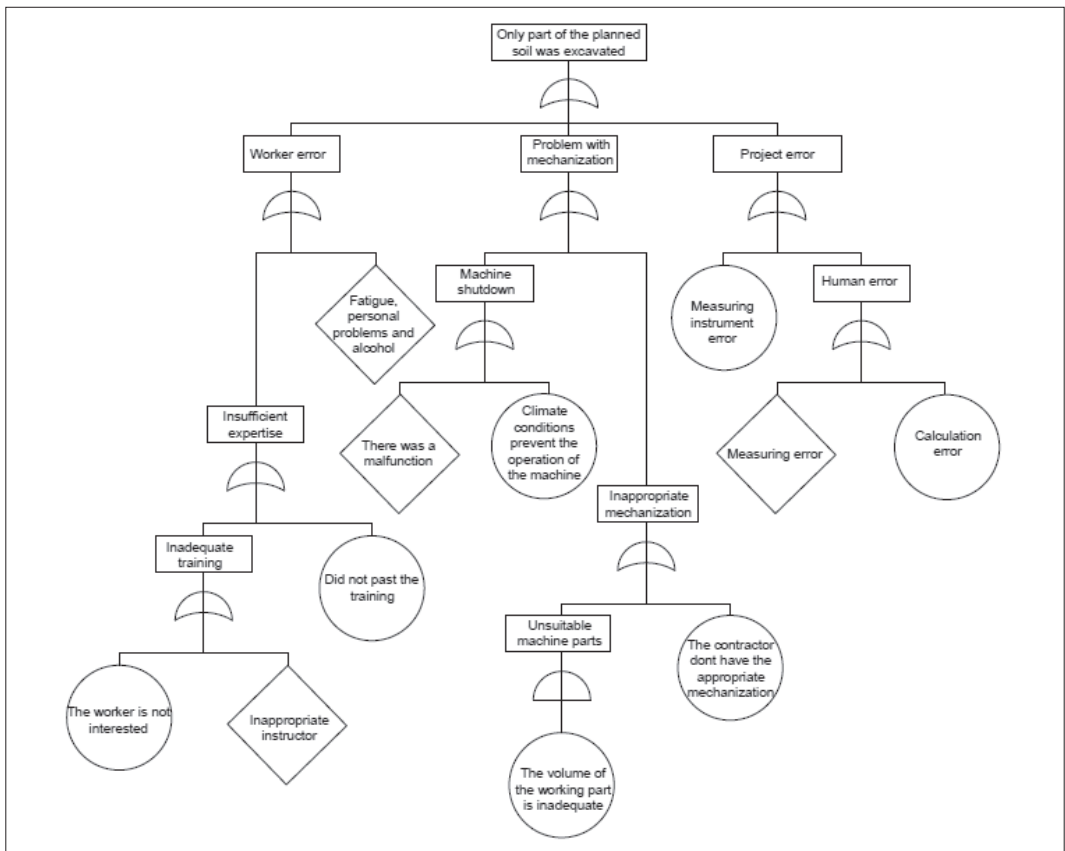 Only part of the planned
soil was excavated
Worker error
Problem with
mechanization
Project error
Machine
shutdown
Human error
Fatigue,
personal
problems and
alcohol
Measuring
instrument
error
Insufficient
expertise
There was a
malfunction
Climate
conditions
prevent the
operation of
the machine
Measuring error
Calculation
error
Inappropriate
mechanization
Inadequate
training
Did not past the
training
Unsuitable
machine parts
The contractor
dont have the
appropriate
mechanization
The worker is not
interested
Inappropriate
instructor
The volume of
the working part
is inadequate